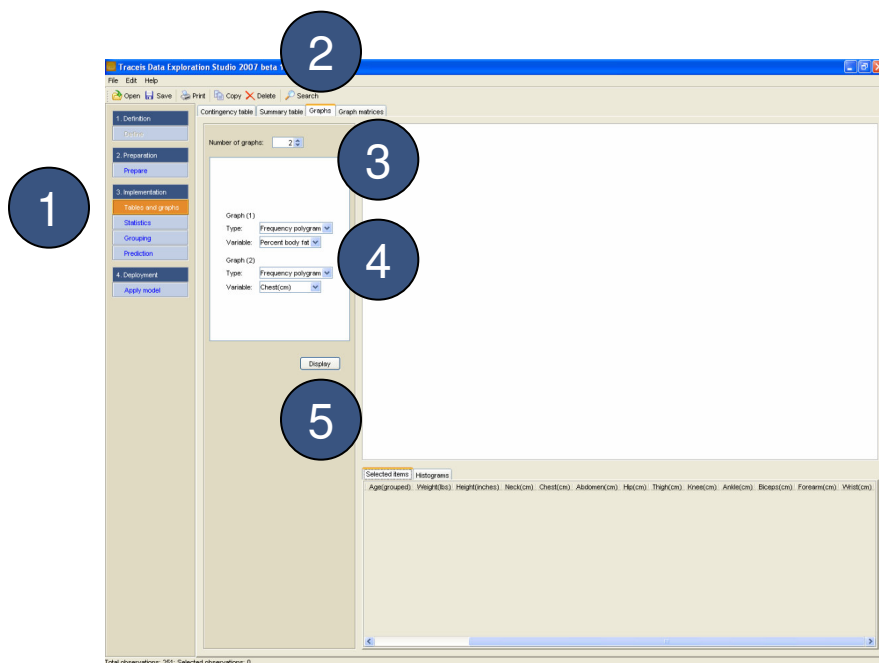 2
Traceis Data Exploration Studio 2007 beta
File Edit Help
Open Save Print Copy Delete Search
Contingency table Summary table Graphs Graph matrices
1. Definition
Define
2. Preparation
Prepare
3. Implementation
Tables and graphs
Statistics
Grouping
Prediction
4. Deployment
Apply model
1
Number of graphs: 2
3
Graph (1)
Type: Frequency polygram
Variable: Percent body fat
Graph (2)
Type: Frequency polygram
Variable: Chest(cm)
4
Display
5
Selected items Histograms
Age(grouped) Weight(lbs) Height(inches) Neck(cm) Chest(cm) Abdomen(cm) Hip(cm) Thigh(cm) Knee(cm) Ankle(cm) Biceps(cm) Forearm(cm) Wrist(cm)
Total observations: 251; Selected observations: 0